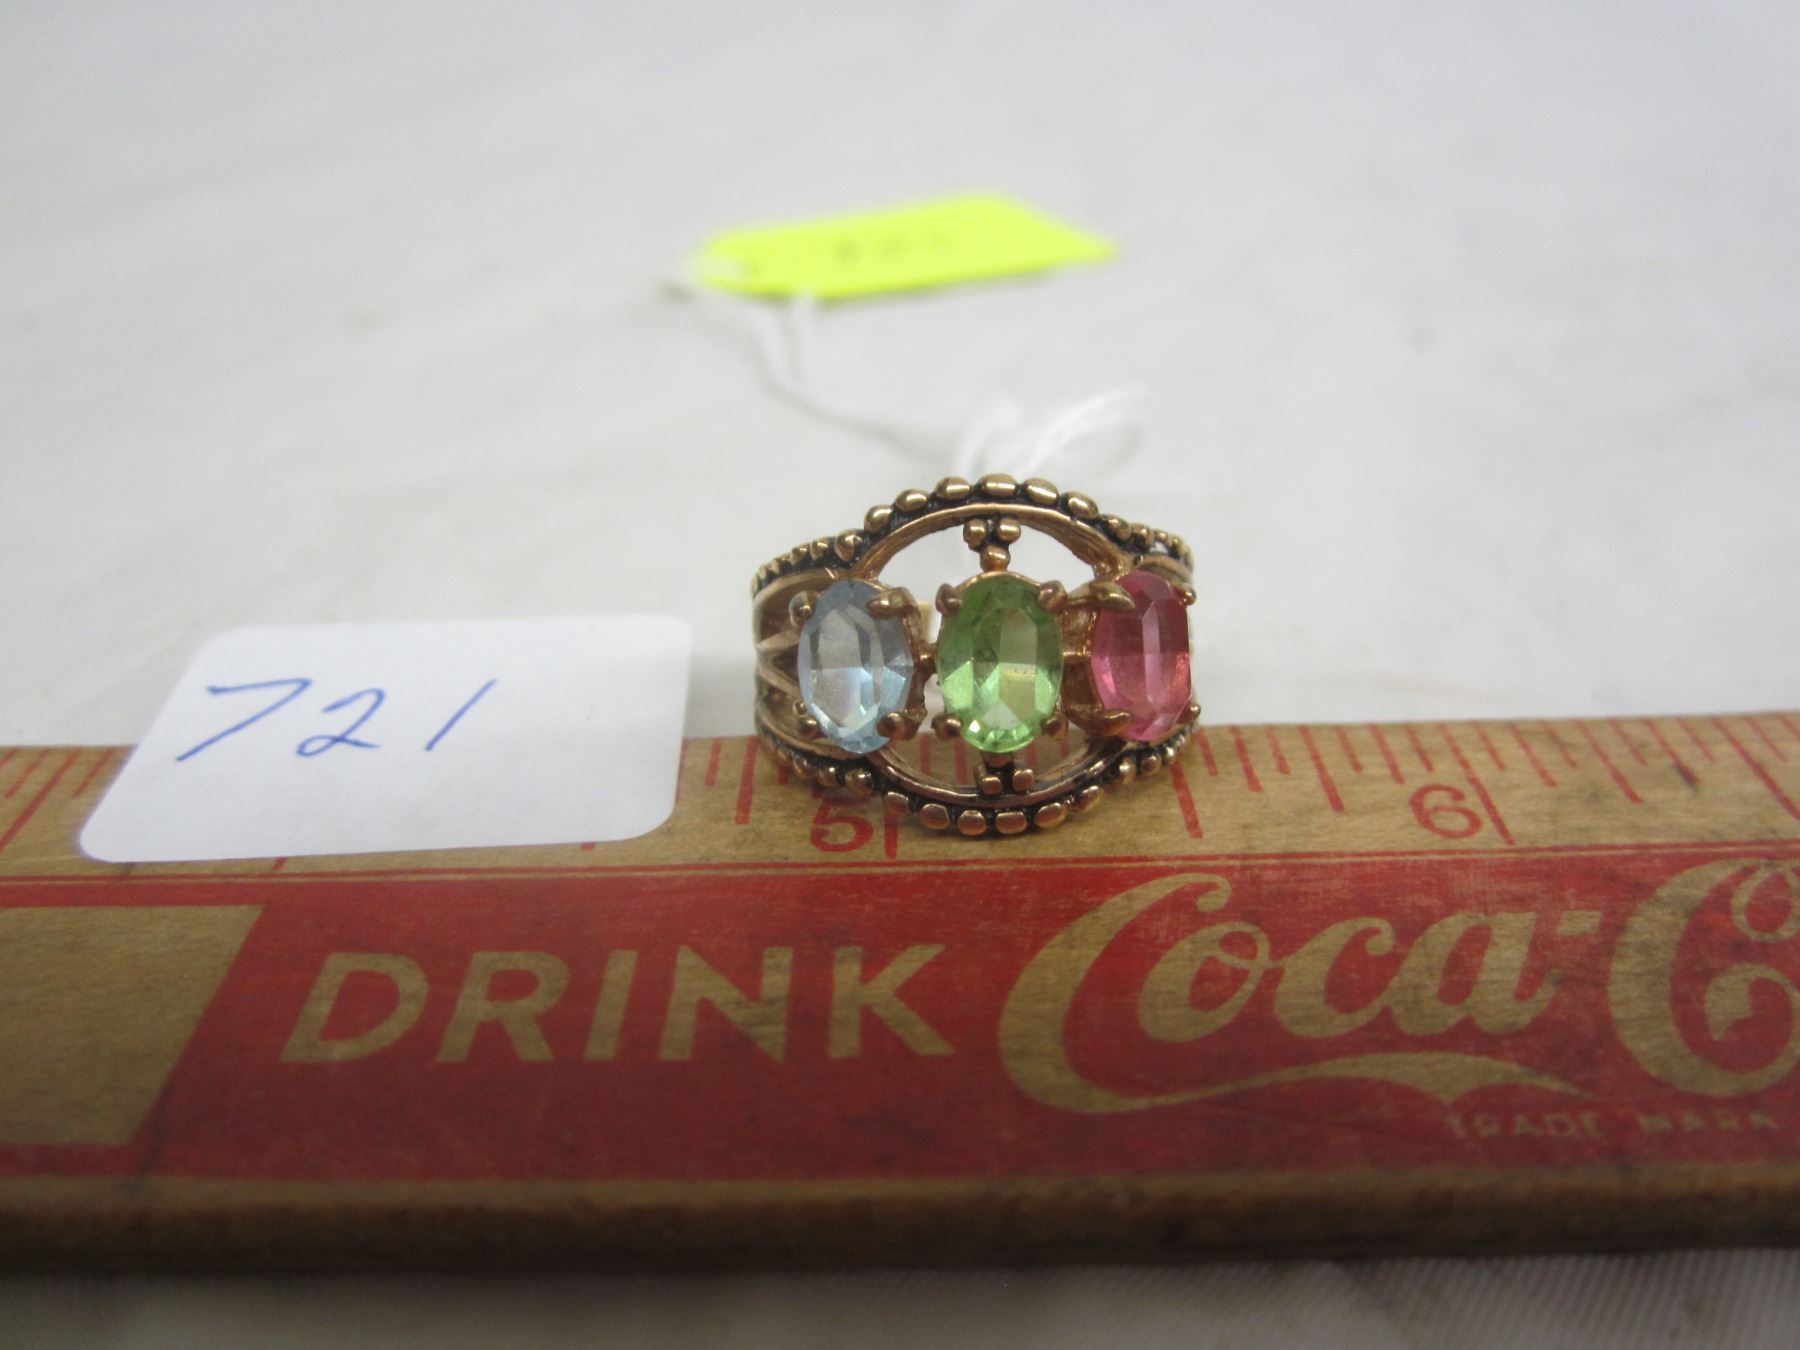 721
5 6
DRINK Coca-C
TRADE MARK